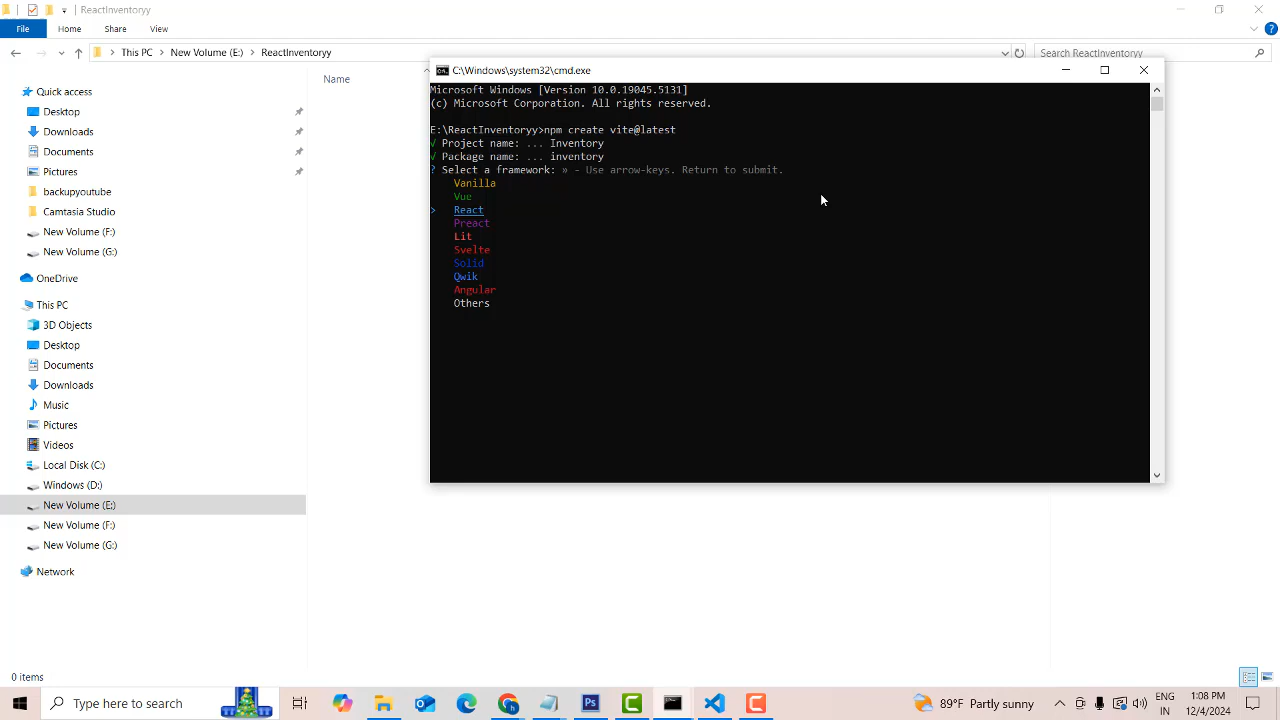 ReactInventoryy
File Home Share View
This PC New Volume (E:) ReactInventoryy
Search ReactInventoryy
Name
Quick access
Desktop
Downloads
Documents
Pictures
backupyoutube
Camtasia Studio
New Volume (F:)
New Volume (G:)
OneDrive
This PC
3D Objects
Desktop
Documents
Downloads
Music
Pictures
Videos
Local Disk (C:)
Windows (D:)
New Volume (E:)
New Volume (F:)
New Volume (G:)
Network
0 items
C:\Windows\system32\cmd.exe
Microsoft Windows [Version 10.0.19045.5131]
(c) Microsoft Corporation. All rights reserved.
E:\ReactInventoryy>npm create vite@latest
√ Project name: ... Inventory
√ Package name: ... inventory
? Select a framework: » - Use arrow-keys. Return to submit.
Vanilla
Vue
> React
Preact
Lit
Svelte
Solid
Qwik
Angular
Others
Type here to search
89°F Partly sunny
ENG
IN
1:08 PM
12/4/2024